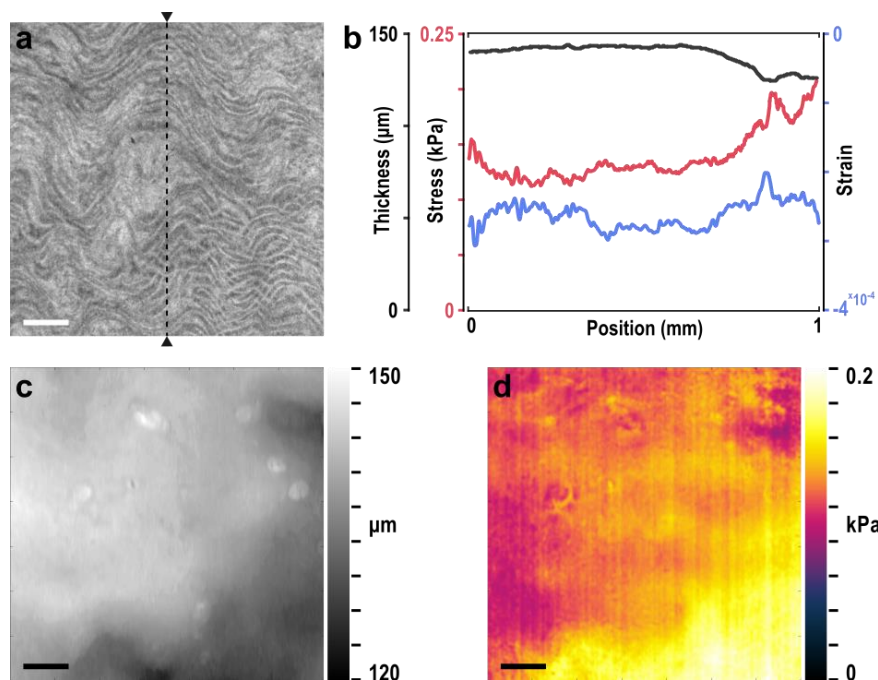 a
b
150
0.25
0
Thickness (µm)
Stress (kPa)
Strain
0
0
-4
x10-4
0
Position (mm)
1
c
150
µm
120
d
0.2
kPa
0